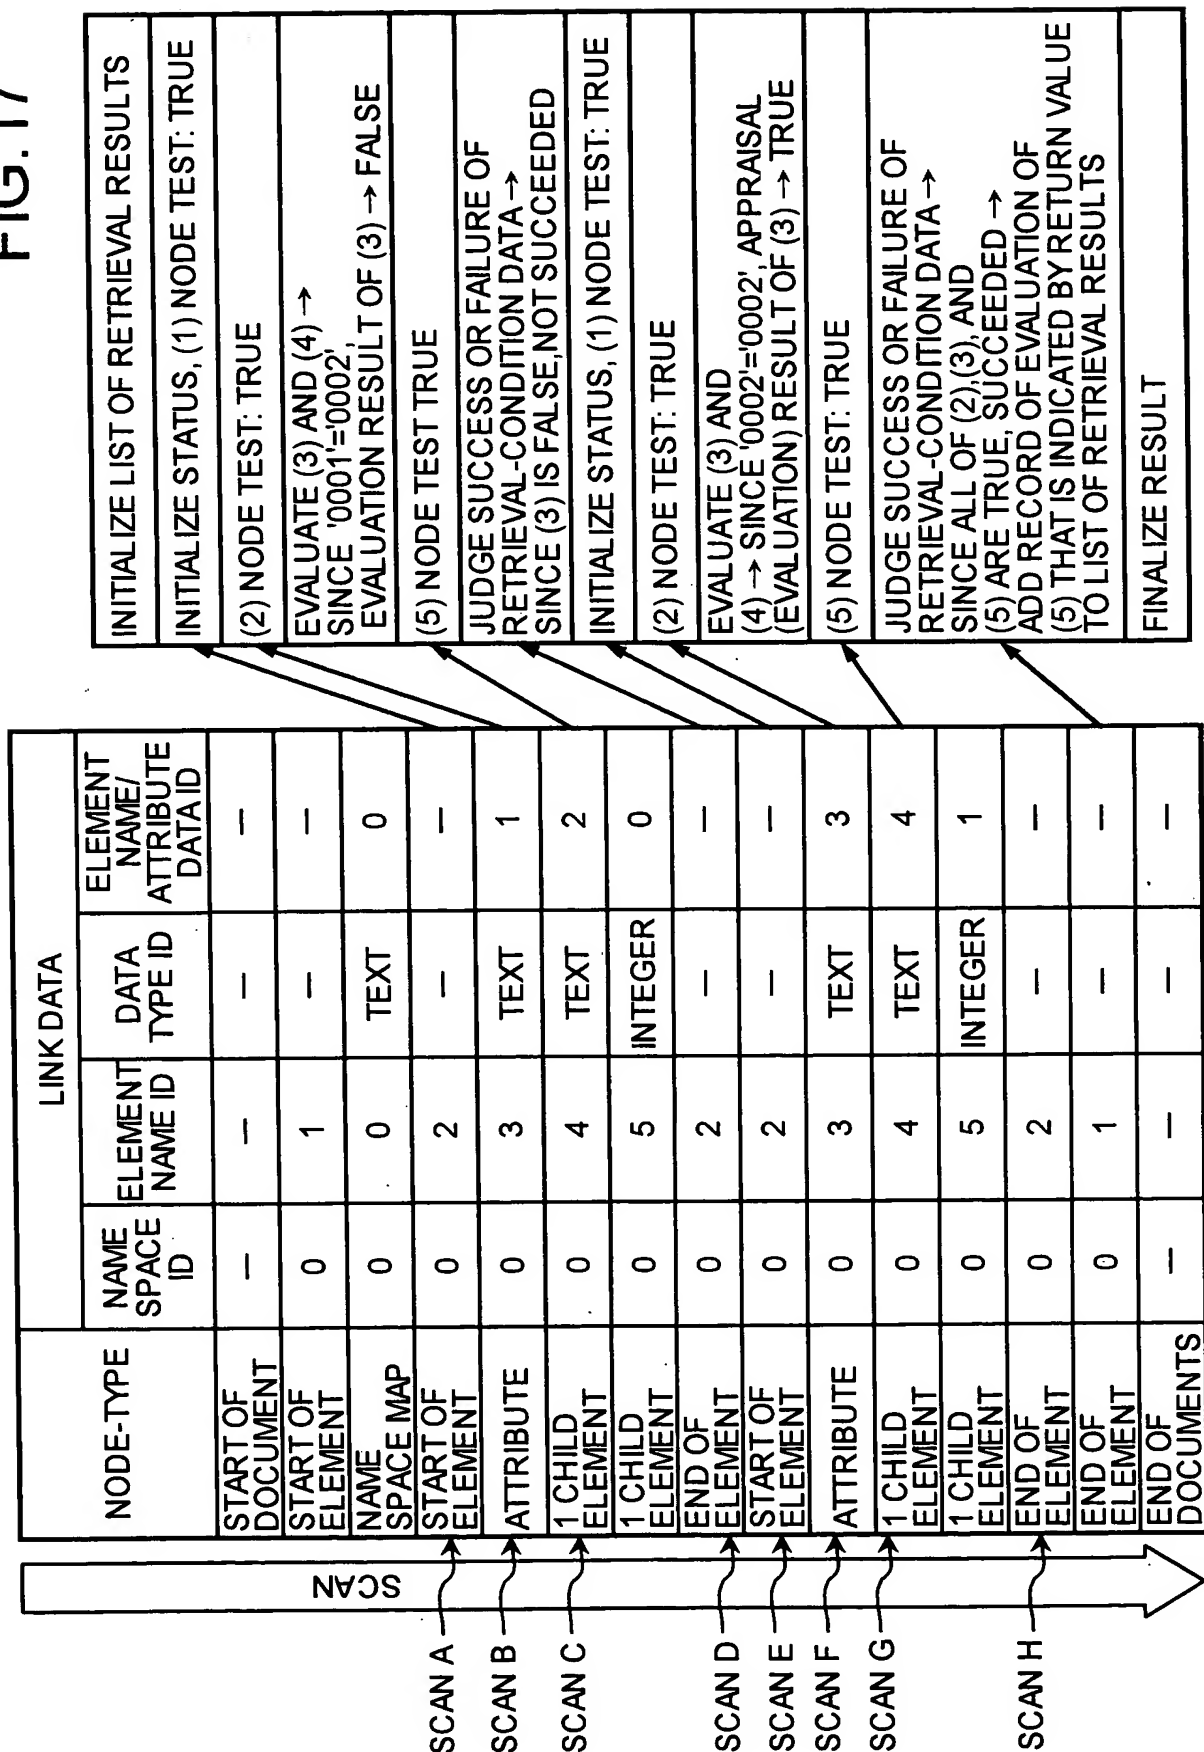 FIG. 17
SCAN
SCAN A
SCAN B
SCAN C
SCAN D
SCAN E
SCAN F
SCAN G
SCAN H
NODE-TYPE
LINK DATA
NAME
SPACE
ID
ELEMENT
NAME ID
DATA
TYPE ID
ELEMENT
NAME/
ATTRIBUTE
DATA ID
START OF
DOCUMENT
— — — —
START OF
ELEMENT
0 1 — —
NAME
SPACE MAP
0 0 TEXT 0
START OF
ELEMENT
0 2 — —
ATTRIBUTE
0 3 TEXT 1
1 CHILD
ELEMENT
0 4 TEXT 2
1 CHILD
ELEMENT
0 5 INTEGER 0
END OF
ELEMENT
0 2 — —
START OF
ELEMENT
0 2 — —
ATTRIBUTE
0 3 TEXT 3
1 CHILD
ELEMENT
0 4 TEXT 4
1 CHILD
ELEMENT
0 5 INTEGER 1
END OF
ELEMENT
0 2 — —
END OF
ELEMENT
0 1 — —
END OF
DOCUMENTS
— — — —
INITIALIZE LIST OF RETRIEVAL RESULTS
INITIALIZE STATUS, (1) NODE TEST: TRUE
(2) NODE TEST: TRUE
EVALUATE (3) AND (4) →
SINCE '0001'='0002',
EVALUATION RESULT OF (3) → FALSE
(5) NODE TEST TRUE
JUDGE SUCCESS OR FAILURE OF
RETRIEVAL-CONDITION DATA →
SINCE (3) IS FALSE,NOT SUCCEEDED
INITIALIZE STATUS, (1) NODE TEST: TRUE
(2) NODE TEST: TRUE
EVALUATE (3) AND
(4) → SINCE '0002'='0002', APPRAISAL
(EVALUATION) RESULT OF (3) → TRUE
(5) NODE TEST: TRUE
JUDGE SUCCESS OR FAILURE OF
RETRIEVAL-CONDITION DATA →
SINCE ALL OF (2),(3), AND
(5) ARE TRUE, SUCCEEDED →
ADD RECORD OF EVALUATION OF
(5) THAT IS INDICATED BY RETURN VALUE
TO LIST OF RETRIEVAL RESULTS
FINALIZE RESULT